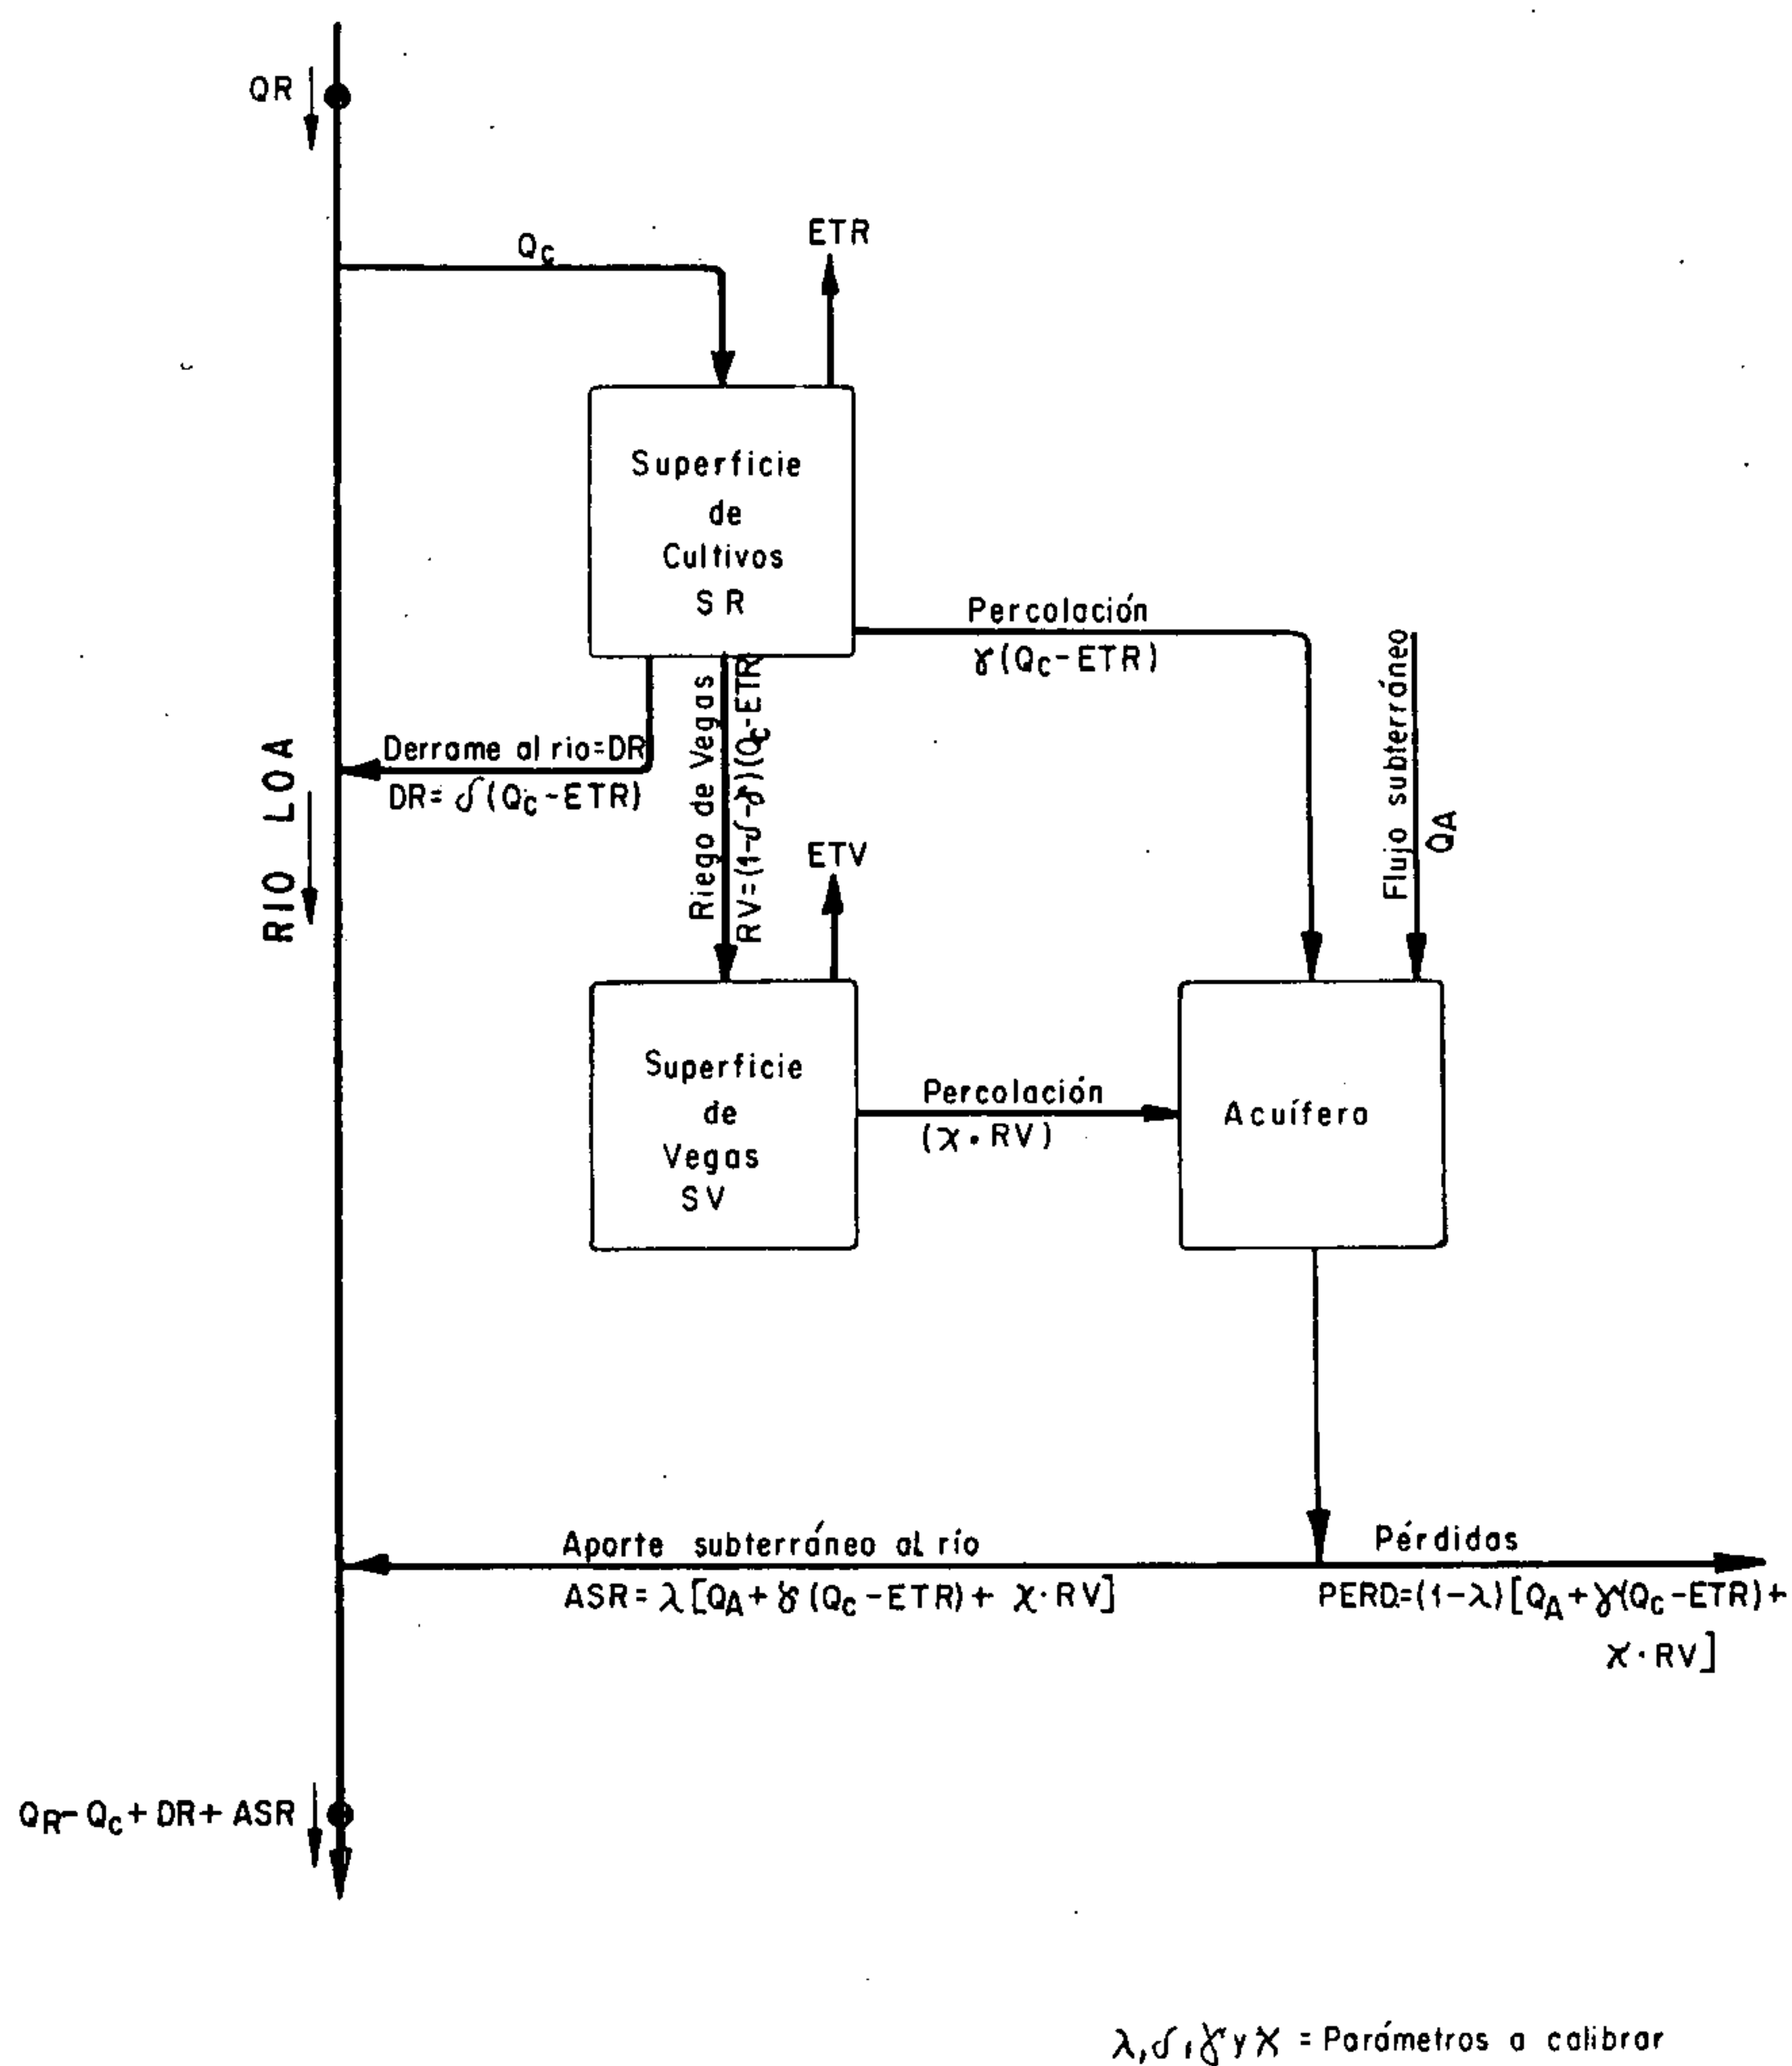 QR
Qc
ETR
Superficie
de
Cultivos
SR
Percolación
γ(Qc-ETR)
Flujo subterráneo
QA
Riego de Vegas
RV=(1-δ-γ)(Qc-ETR
Derrame al rio=DR
DR=δ(Qc-ETR)
RIO LOA
ETV
Superficie
de
Vegas
SV
Percolación
(χ·RV)
Acuífero
Aporte subterráneo al río
ASR=λ[QA+γ(Qc-ETR)+χ·RV]
Pérdidas
PERD.=(1-λ)[QA+γ(Qc-ETR)+
χ·RV]
QR-Qc+DR+ASR
λ,δ,γ y χ = Parámetros a calibrar